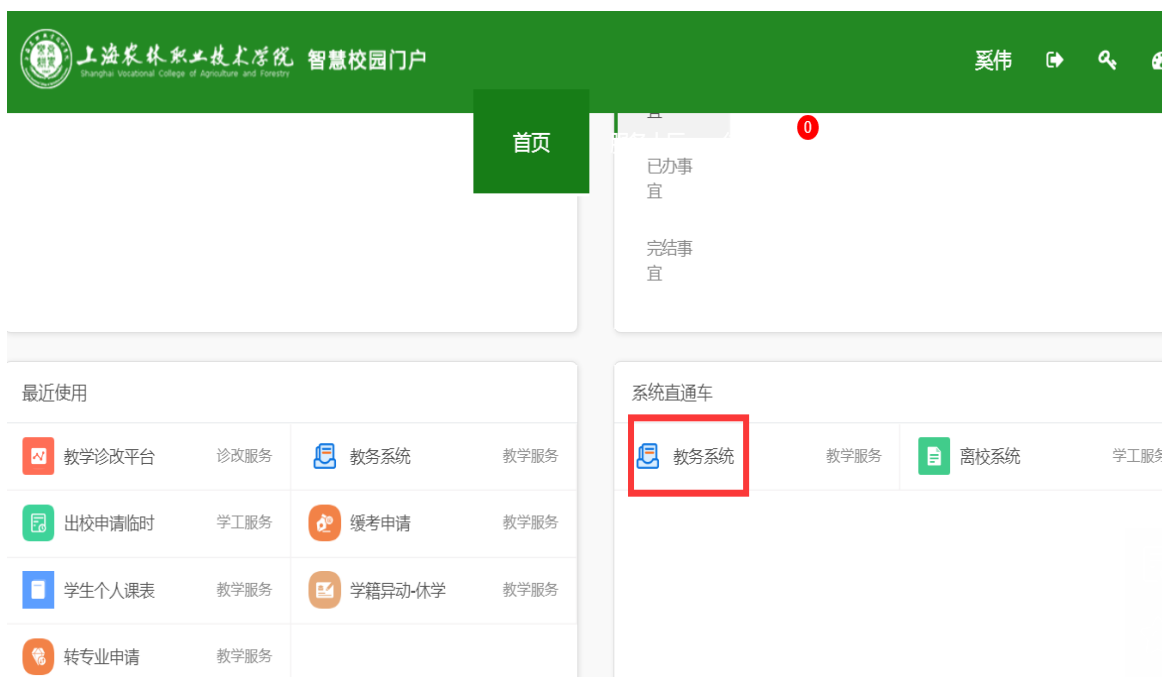 上海农林职业技术学院 智慧校园门户
Shanghai Vocational College of Agriculture and Forestry
奚伟
首页
0
已办事
宜
完结事
宜
最近使用
教学诊改平台 诊改服务 教务系统 教学服务
出校申请临时 学工服务 缓考申请 教学服务
学生个人课表 教学服务 学籍异动-休学 教学服务
转专业申请 教学服务
系统直通车
教务系统 教学服务 离校系统 学工服务